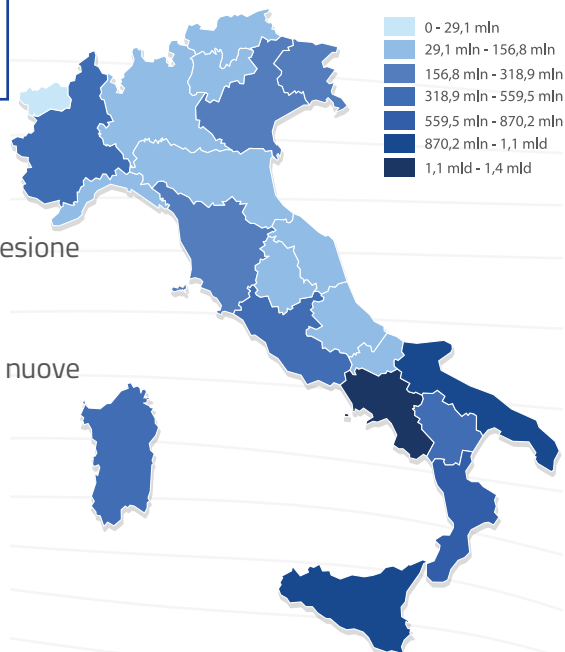 0 - 29,1 mln
29,1 mln - 156,8 mln
156,8 mln - 318,9 mln
318,9 mln - 559,5 mln
559,5 mln - 870,2 mln
870,2 mln - 1,1 mld
1,1 mld - 1,4 mld
esione
nuove